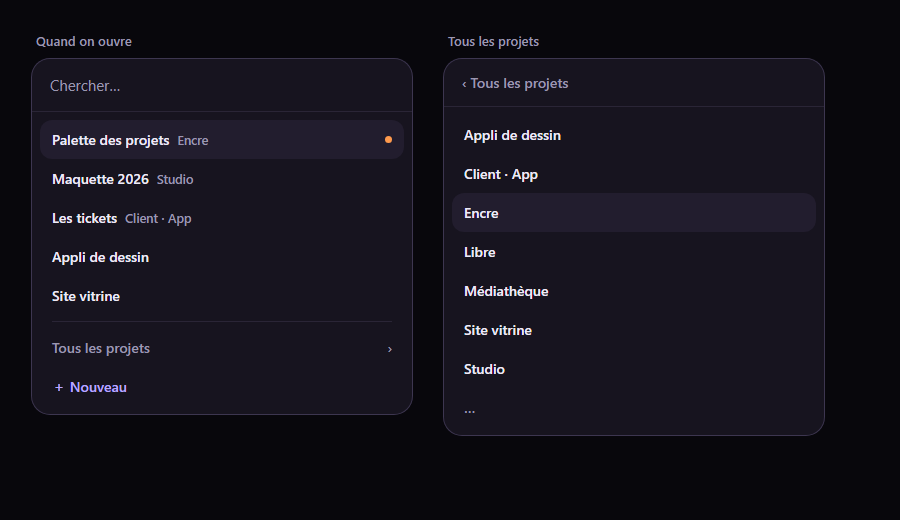 Quand on ouvre
Chercher...
Palette des projets Encre
Maquette 2026 Studio
Les tickets Client · App
Appli de dessin
Site vitrine
Tous les projets ›
+ Nouveau
Tous les projets
‹ Tous les projets
Appli de dessin
Client · App
Encre
Libre
Médiathèque
Site vitrine
Studio
...